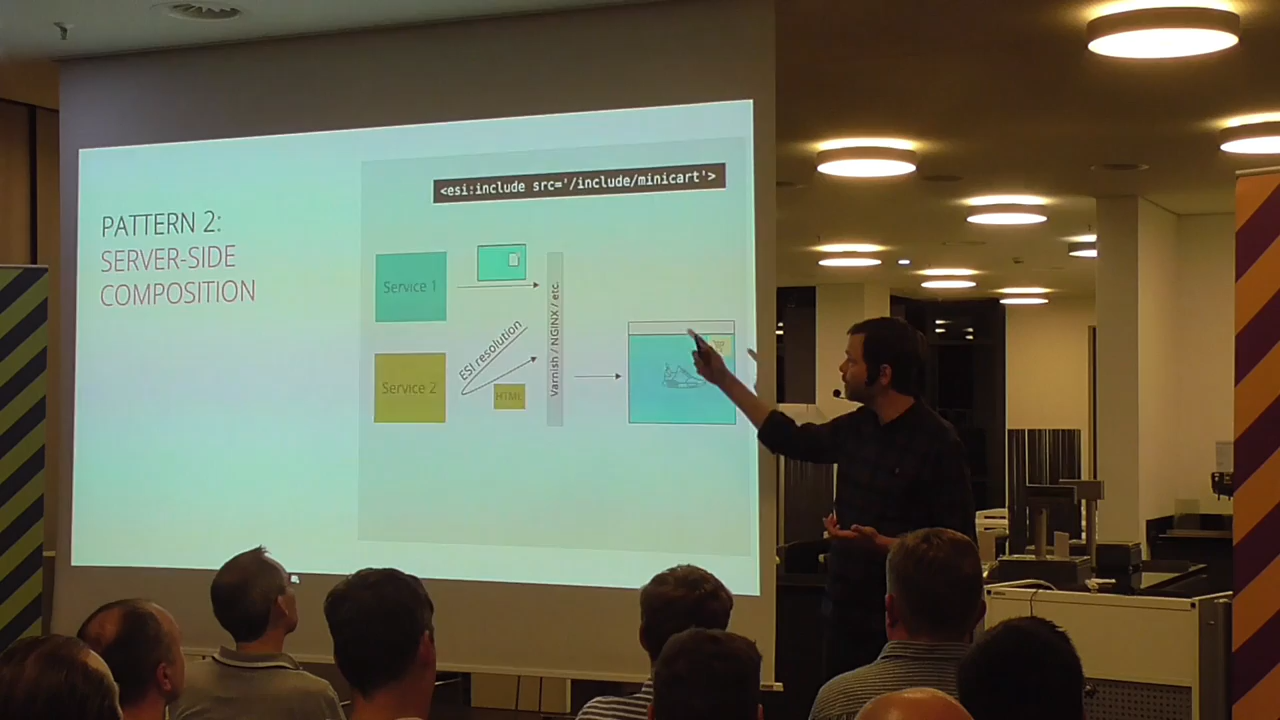 PATTERN 2:
SERVER-SIDE
COMPOSITION
<esi:include src='/include/minicart'>
Service 1
ESI resolution
Service 2
HTML
Varnish / NGINX / etc.